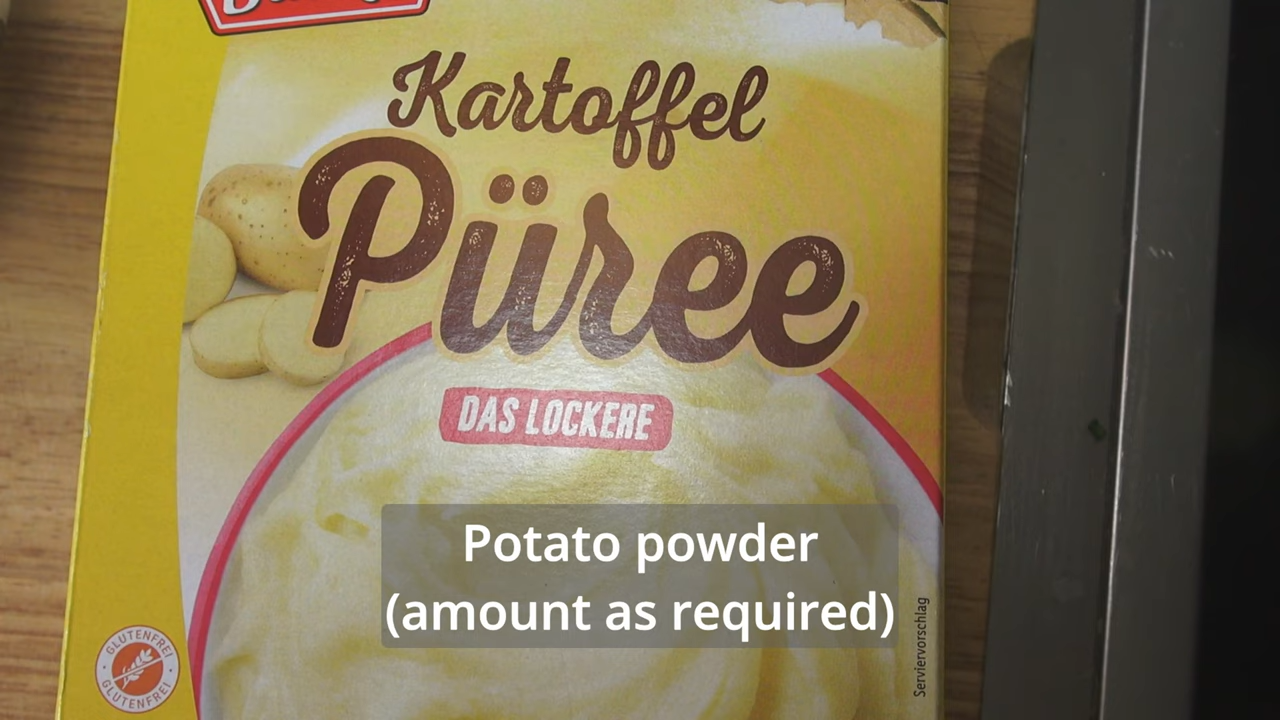 Kartoffel
Püree
DAS LOCKERE
Potato powder
(amount as required)
Serviervorschlag
GLUTENFREI
GLUTENFREI